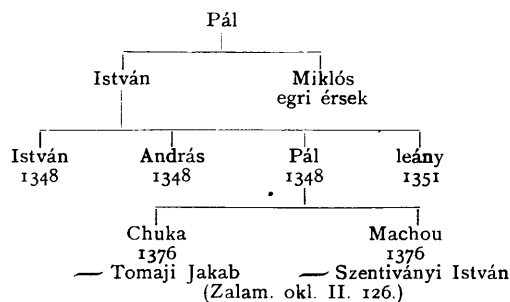 Pál
István Miklós
egri érsek
István András Pál leány
1348 1348 1348 1351
Chuka Machou
1376 1376
— Tomaji Jakab — Szentiványi István
(Zalam. okl. II. 126.)